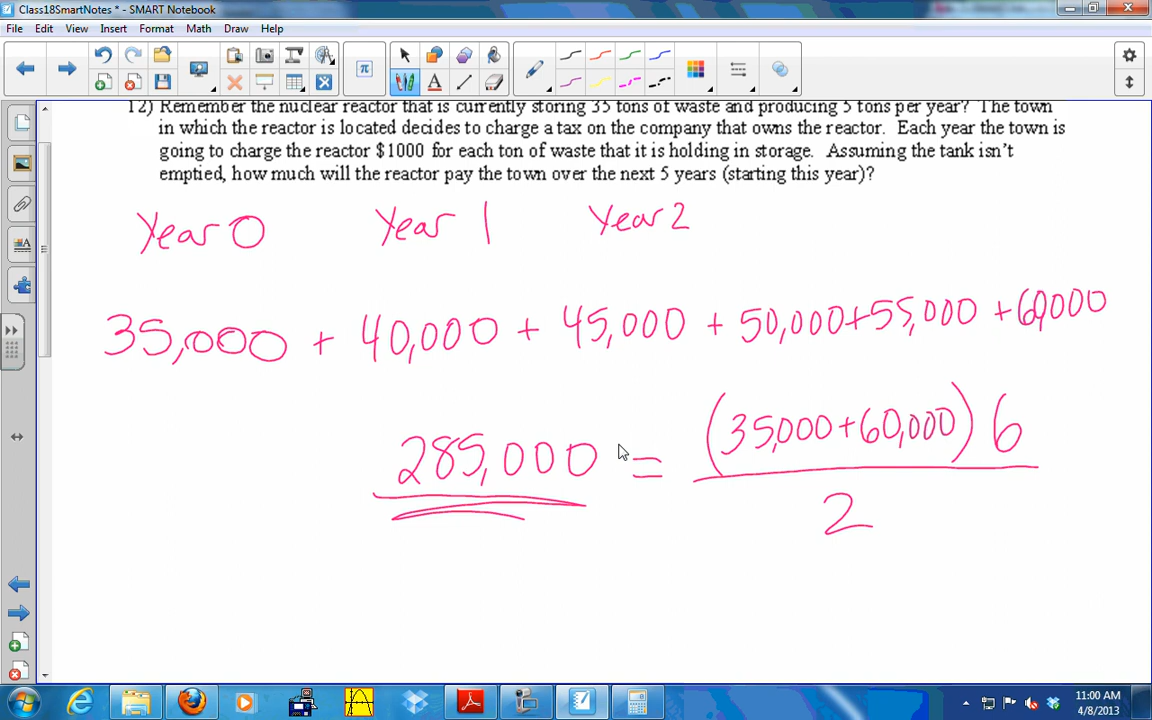 Class18SmartNotes * - SMART Notebook
File Edit View Insert Format Math Draw Help
π
A
12) Remember the nuclear reactor that is currently storing 35 tons of waste and producing 5 tons per year? The town
in which the reactor is located decides to charge a tax on the company that owns the reactor. Each year the town is
going to charge the reactor $1000 for each ton of waste that it is holding in storage. Assuming the tank isn't
emptied, how much will the reactor pay the town over the next 5 years (starting this year)?
Year 0 Year 1 Year 2
35,000 + 40,000 + 45,000 + 50,000 + 55,000 + 60,000
(35,000 + 60,000) 6
285,000 =
2
11:00 AM
4/8/2013